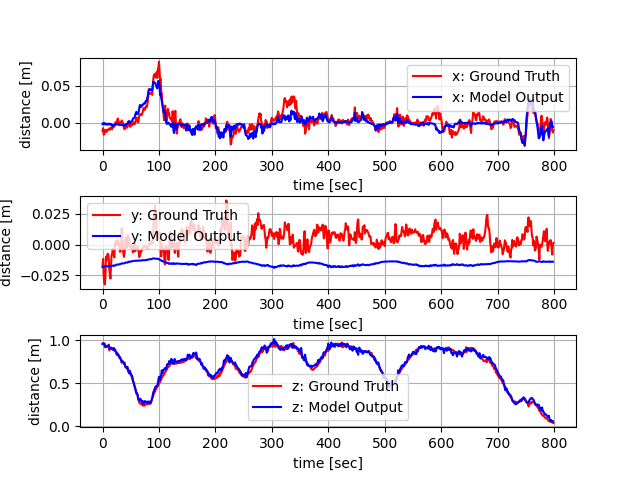 distance [m]
0.05
0.00
x: Ground Truth
x: Model Output
0 100 200 300 400 500 600 700 800
time [sec]
distance [m]
0.025
0.000
−0.025
y: Ground Truth
y: Model Output
0 100 200 300 400 500 600 700 800
time [sec]
distance [m]
1.0
0.5
0.0
z: Ground Truth
z: Model Output
0 100 200 300 400 500 600 700 800
time [sec]